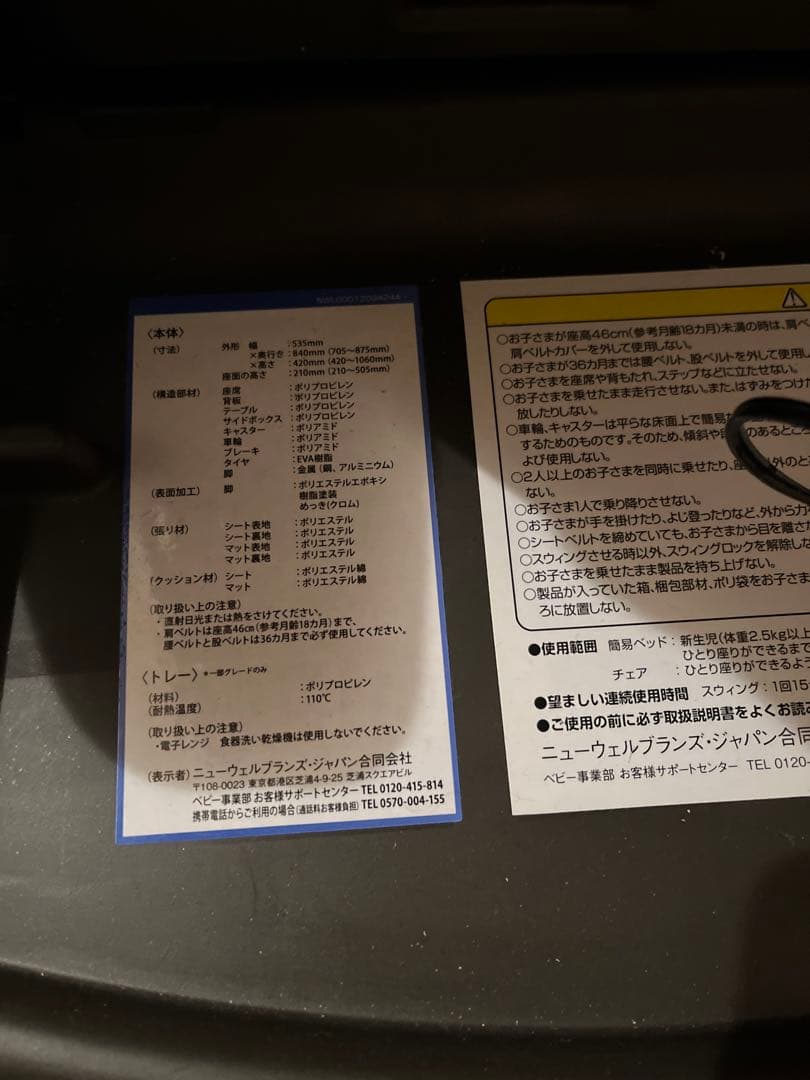 〈本体〉
(寸法) 外形 幅 :535mm
×奥行き :840mm (705〜875mm)
×高さ :420mm (420〜1060mm)
座面の高さ :210mm (210〜505mm)
(構造部材) 座席 :ポリプロピレン
背板 :ポリプロピレン
テーブル :ポリプロピレン
サイドボックス :ポリプロピレン
キャスター :ポリアミド
車輪 :ポリアミド
ブレーキ :ポリアミド
タイヤ :EVA樹脂
脚 :金属 (鋼、アルミニウム)
(表面加工) 脚 :ポリエステルエポキシ
樹脂塗装
めっき(クロム)
(張り材) シート表地 :ポリエステル
シート裏地 :ポリエステル
マット表地 :ポリエステル
マット裏地 :ポリエステル
(クッション材) シート :ポリエステル綿
マット :ポリエステル綿
(取り扱い上の注意)
・直射日光または熱をさけてください。
・肩ベルトは座高46㎝(参考月齢18カ月)まで、
腰ベルトと股ベルトは36カ月まで必ず使用してください。
〈トレー〉*一部グレードのみ
(材料) :ポリプロピレン
(耐熱温度) :110℃
(取り扱い上の注意)
・電子レンジ 食器洗い乾燥機は使用しないでください。
(表示者) ニューウェルブランズ・ジャパン合同会社
〒108-0023 東京都港区芝浦4-9-25 芝浦スクエアビル
ベビー事業部 お客様サポートセンター TEL 0120-415-814
携帯電話からご利用の場合(通話料お客様負担) TEL 0570-004-155
○お子さまが座高46cm(参考月齢18カ月)未満の時は、肩ベ
肩ベルトカバーを外して使用しない。
○お子さまが36カ月までは腰ベルト、股ベルトを外して使用し
○お子さまを座席や背もたれ、ステップなどに立たせない。
○お子さまを乗せたまま走行させない。また、はずみをつけた
放したりしない。
○車輪、キャスターは平らな床面上で簡易
するためのものです。そのため、傾斜や のあるところ
よび使用しない。
○2人以上のお子さまを同時に乗せたり、座 以外のと
ない。
○お子さま1人で乗り降りさせない。
○お子さまが手を掛けたり、よじ登ったりなど、外から力
○シートベルトを締めていても、お子さまから目を離さ
○スウィングさせる時以外、スウィングロックを解除しな
○お子さまを乗せたまま製品を持ち上げない。
○製品が入っていた箱、梱包部材、ポリ袋をお子さま
ろに放置しない。
●使用範囲 簡易ベッド : 新生児(体重2.5kg以上
ひとり座りができるまで
チェア : ひとり座りができるよう
●望ましい連続使用時間 スウィング : 1回15
●ご使用の前に必ず取扱説明書をよくお読み
ニューウェルブランズ・ジャパン合同
ベビー事業部 お客様サポートセンター TEL 0120-